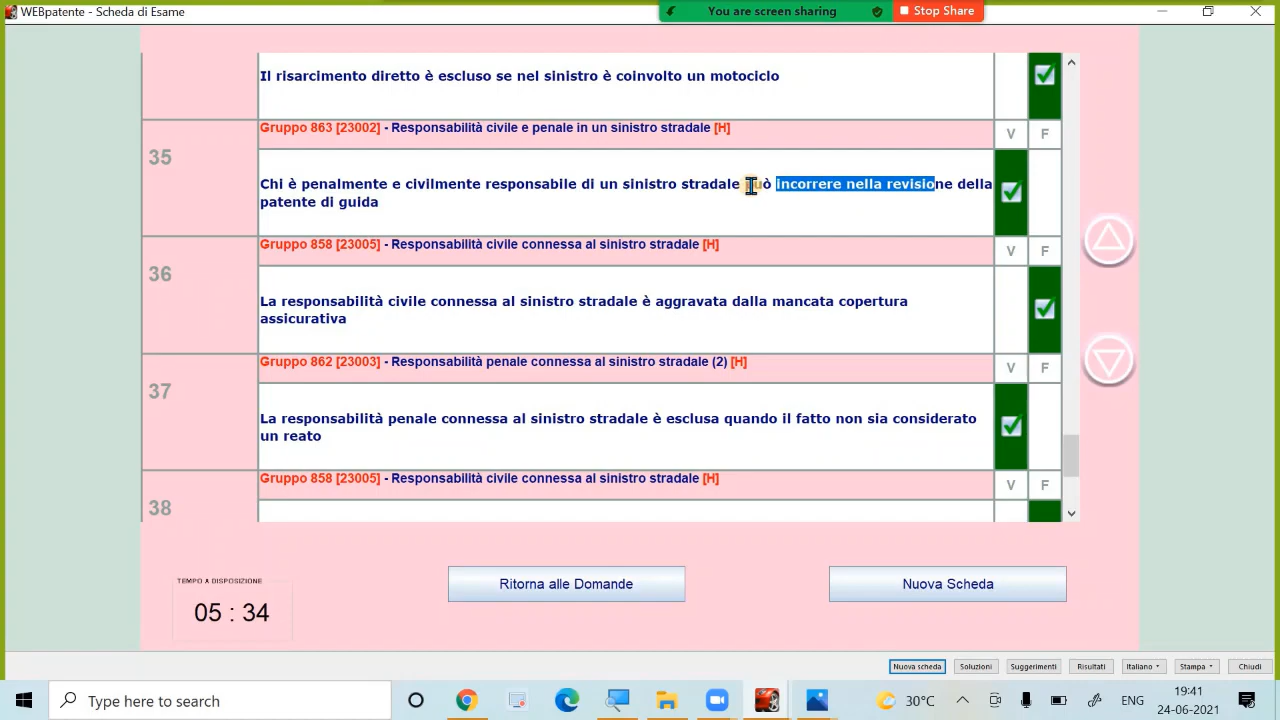 WEBpatente - Scheda di Esame
You are screen sharing
Stop Share
Il risarcimento diretto è escluso se nel sinistro è coinvolto un motociclo
Gruppo 863 [23002] - Responsabilità civile e penale in un sinistro stradale [H]
V F
35
Chi è penalmente e civilmente responsabile di un sinistro stradale può incorrere nella revisione della
patente di guida
Gruppo 858 [23005] - Responsabilità civile connessa al sinistro stradale [H]
V F
36
La responsabilità civile connessa al sinistro stradale è aggravata dalla mancata copertura
assicurativa
Gruppo 862 [23003] - Responsabilità penale connessa al sinistro stradale (2) [H]
V F
37
La responsabilità penale connessa al sinistro stradale è esclusa quando il fatto non sia considerato
un reato
Gruppo 858 [23005] - Responsabilità civile connessa al sinistro stradale [H]
V F
38
TEMPO A DISPOSIZIONE
05 : 34
Ritorna alle Domande
Nuova Scheda
Nuova scheda
Soluzioni
Suggerimenti
Risultati
Italiano
Stampa
Chiudi
Type here to search
30°C
ENG
19:41
24-06-2021